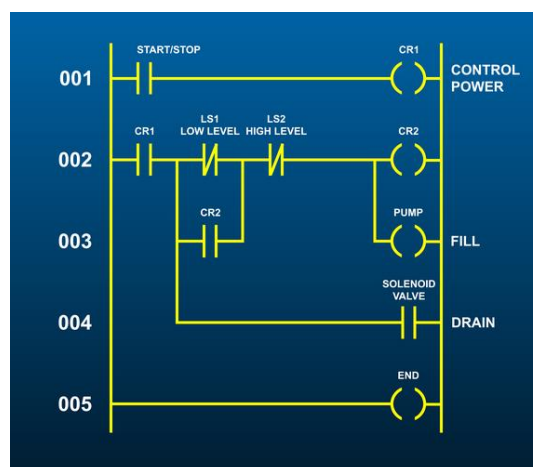 START/STOP
CR1
001
CONTROL
POWER
CR1
LS1
LOW LEVEL
LS2
HIGH LEVEL
CR2
002
CR2
PUMP
003
FILL
SOLENOID
VALVE
004
DRAIN
END
005